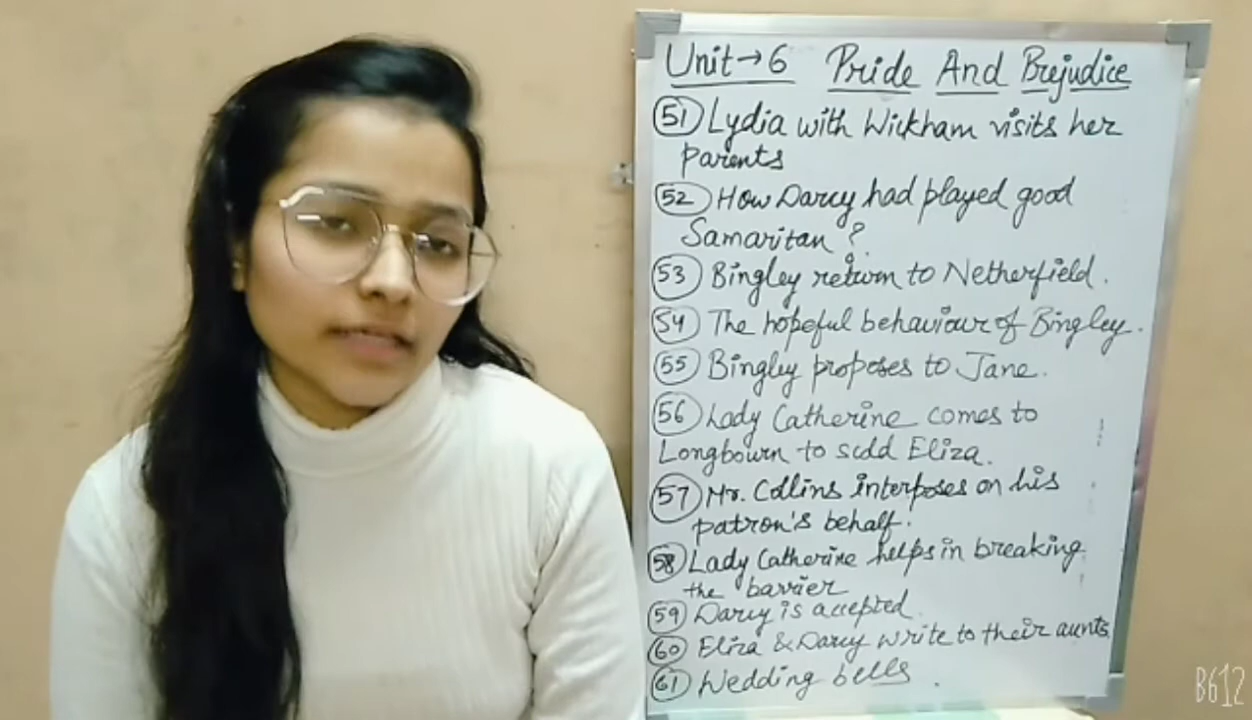 Unit→6 Pride And Prejudice
51 Lydia with Wickham visits her
parents
52 How Darcy had played good
Samaritan ?
53 Bingley return to Netherfield.
54 The hopeful behaviour of Bingley.
55 Bingley proposes to Jane.
56 Lady Catherine comes to
Longbourn to scdd Eliza.
57 Mr. Collins interposes on his
patron's behalf.
58 Lady Catherine helps in breaking
the barrier
59 Darcy is accepted.
60 Eliza & Darcy write to their aunts.
61 Wedding bells.
B612